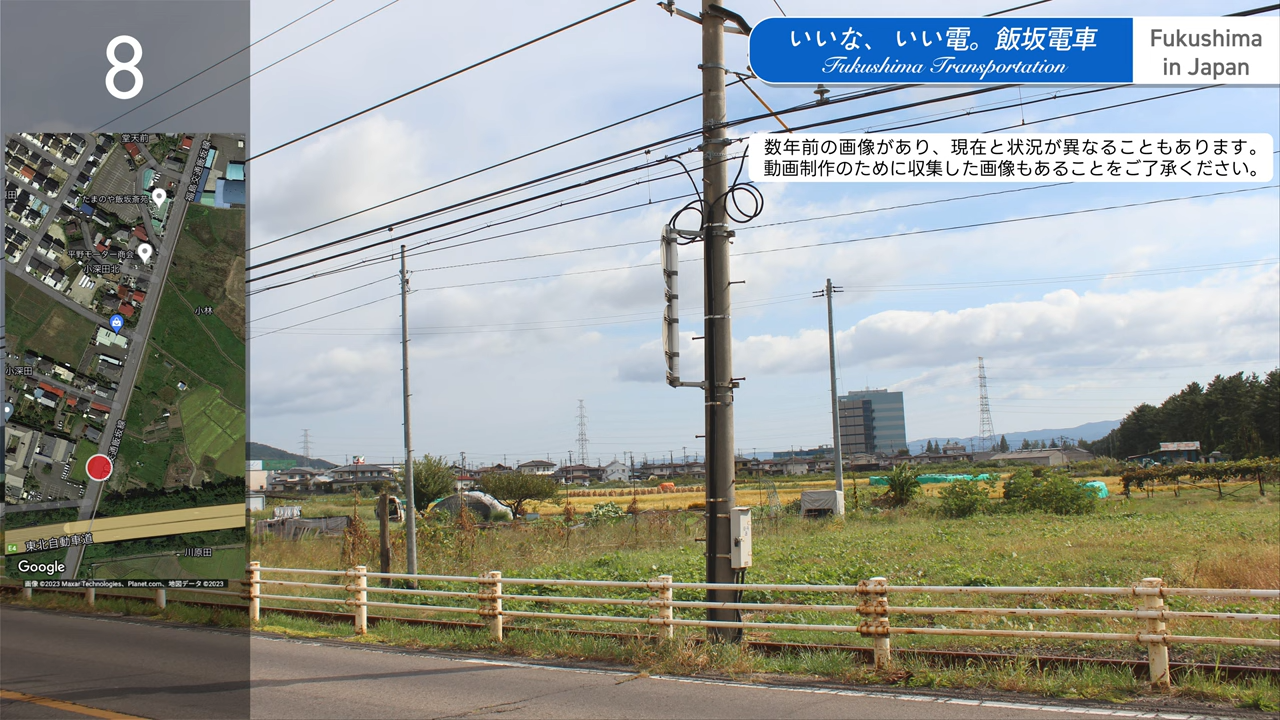 8
いいな、いい電。飯坂電車
Fukushima Transportation
Fukushima
in Japan
数年前の画像があり、現在と状況が異なることもあります。
動画制作のために収集した画像もあることをご了承ください。
堂天前
たまのや飯坂斎苑
平野モーター商会
小深田北
小林
小深田
E4
東北自動車道
川原田
Google
画像 ©2023 Maxar Technologies、Planet.com、地図データ ©2023